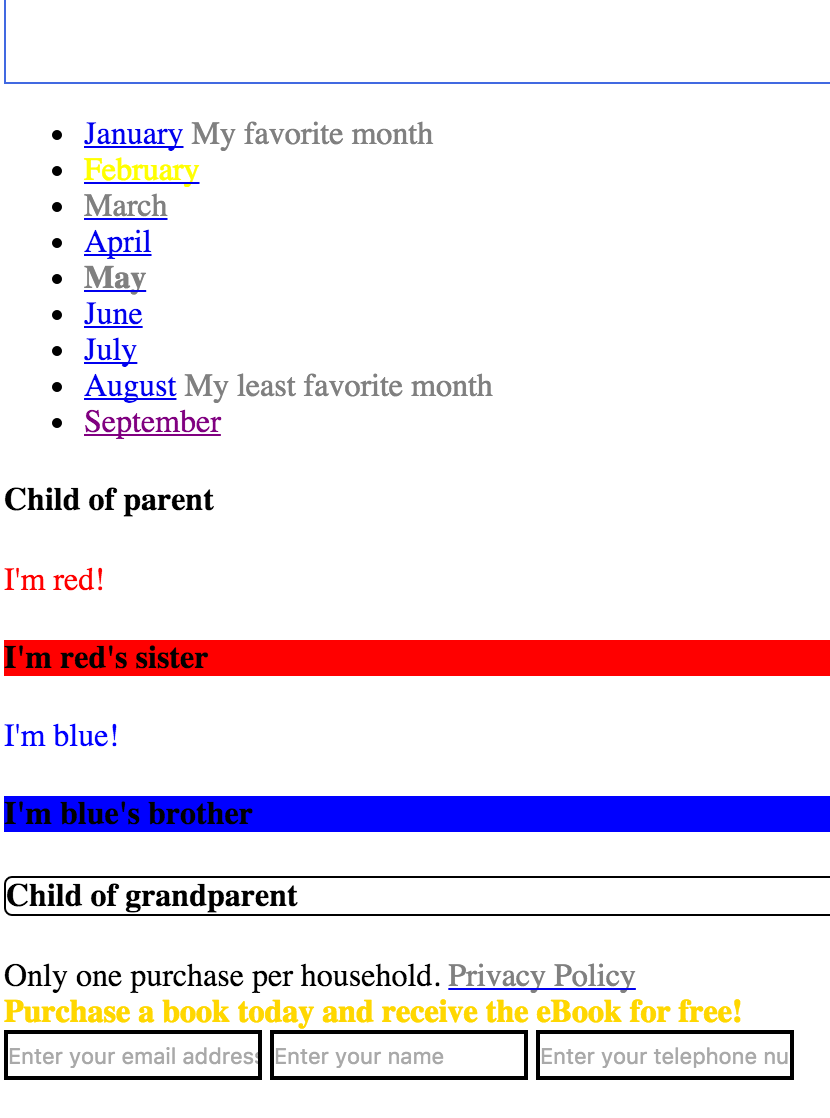 January My favorite month
February
March
April
May
June
July
August My least favorite month
September
Child of parent
I'm red!
I'm red's sister
I'm blue!
I'm blue's brother
Child of grandparent
Only one purchase per household. Privacy Policy
Purchase a book today and receive the eBook for free!
Enter your email address Enter your name Enter your telephone nu